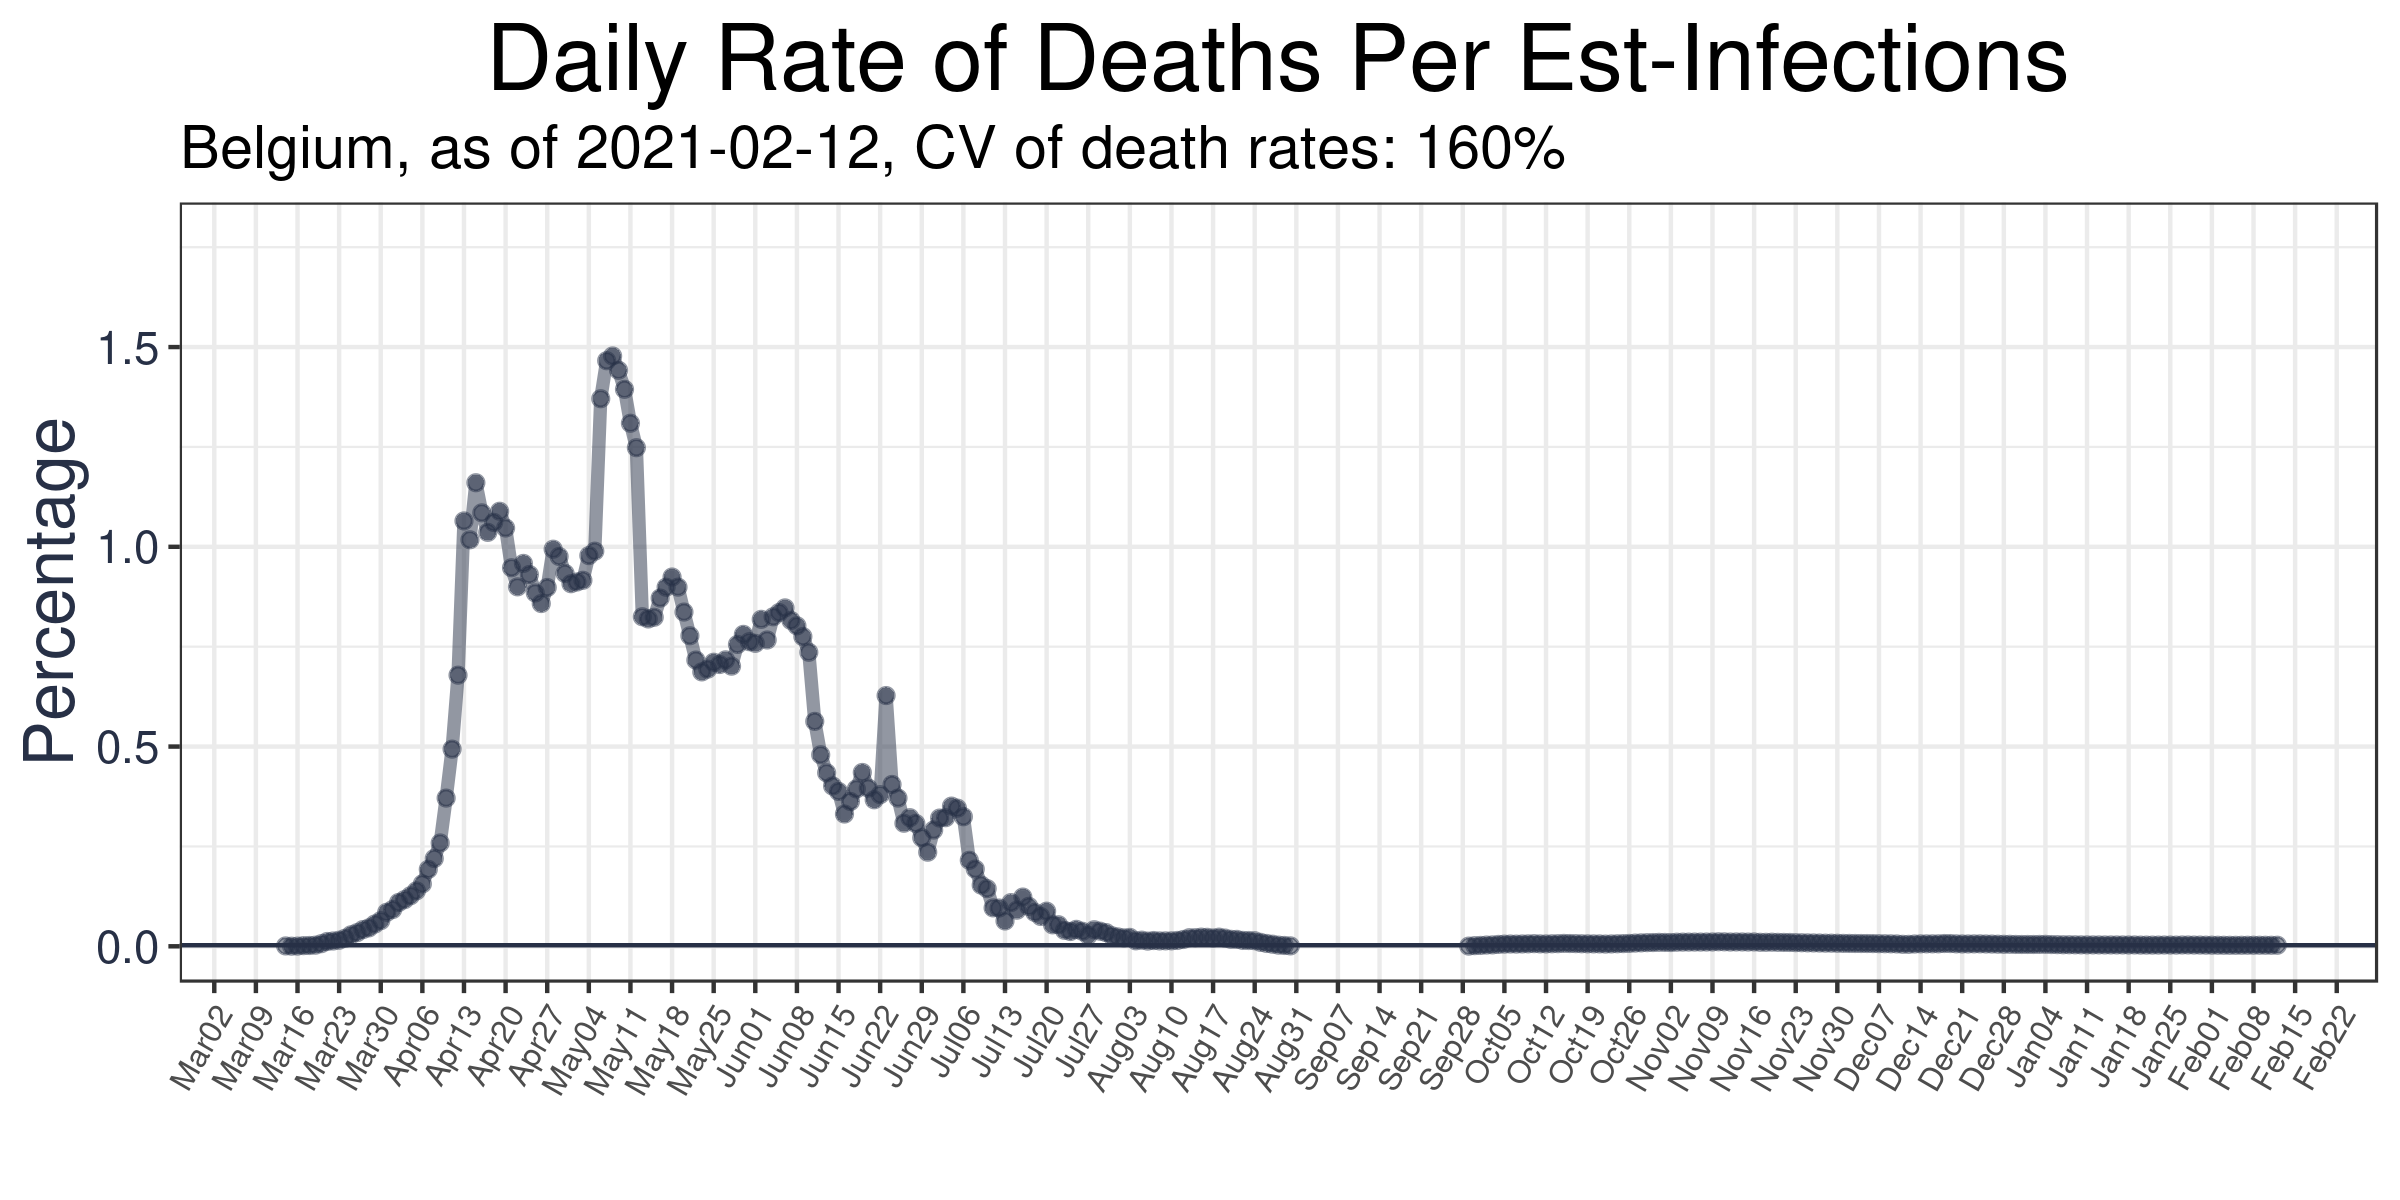 Daily Rate of Deaths Per Est-Infections
Belgium, as of 2021-02-12, CV of death rates: 160%
Percentage
1.5
1.0
0.5
0.0
Mar02 Mar09 Mar16 Mar23 Mar30 Apr06 Apr13 Apr20 Apr27 May04 May11 May18 May25 Jun01 Jun08 Jun15 Jun22 Jun29 Jul06 Jul13 Jul20 Jul27 Aug03 Aug10 Aug17 Aug24 Aug31 Sep07 Sep14 Sep21 Sep28 Oct05 Oct12 Oct19 Oct26 Nov02 Nov09 Nov16 Nov23 Nov30 Dec07 Dec14 Dec21 Dec28 Jan04 Jan11 Jan18 Jan25 Feb01 Feb08 Feb15 Feb22